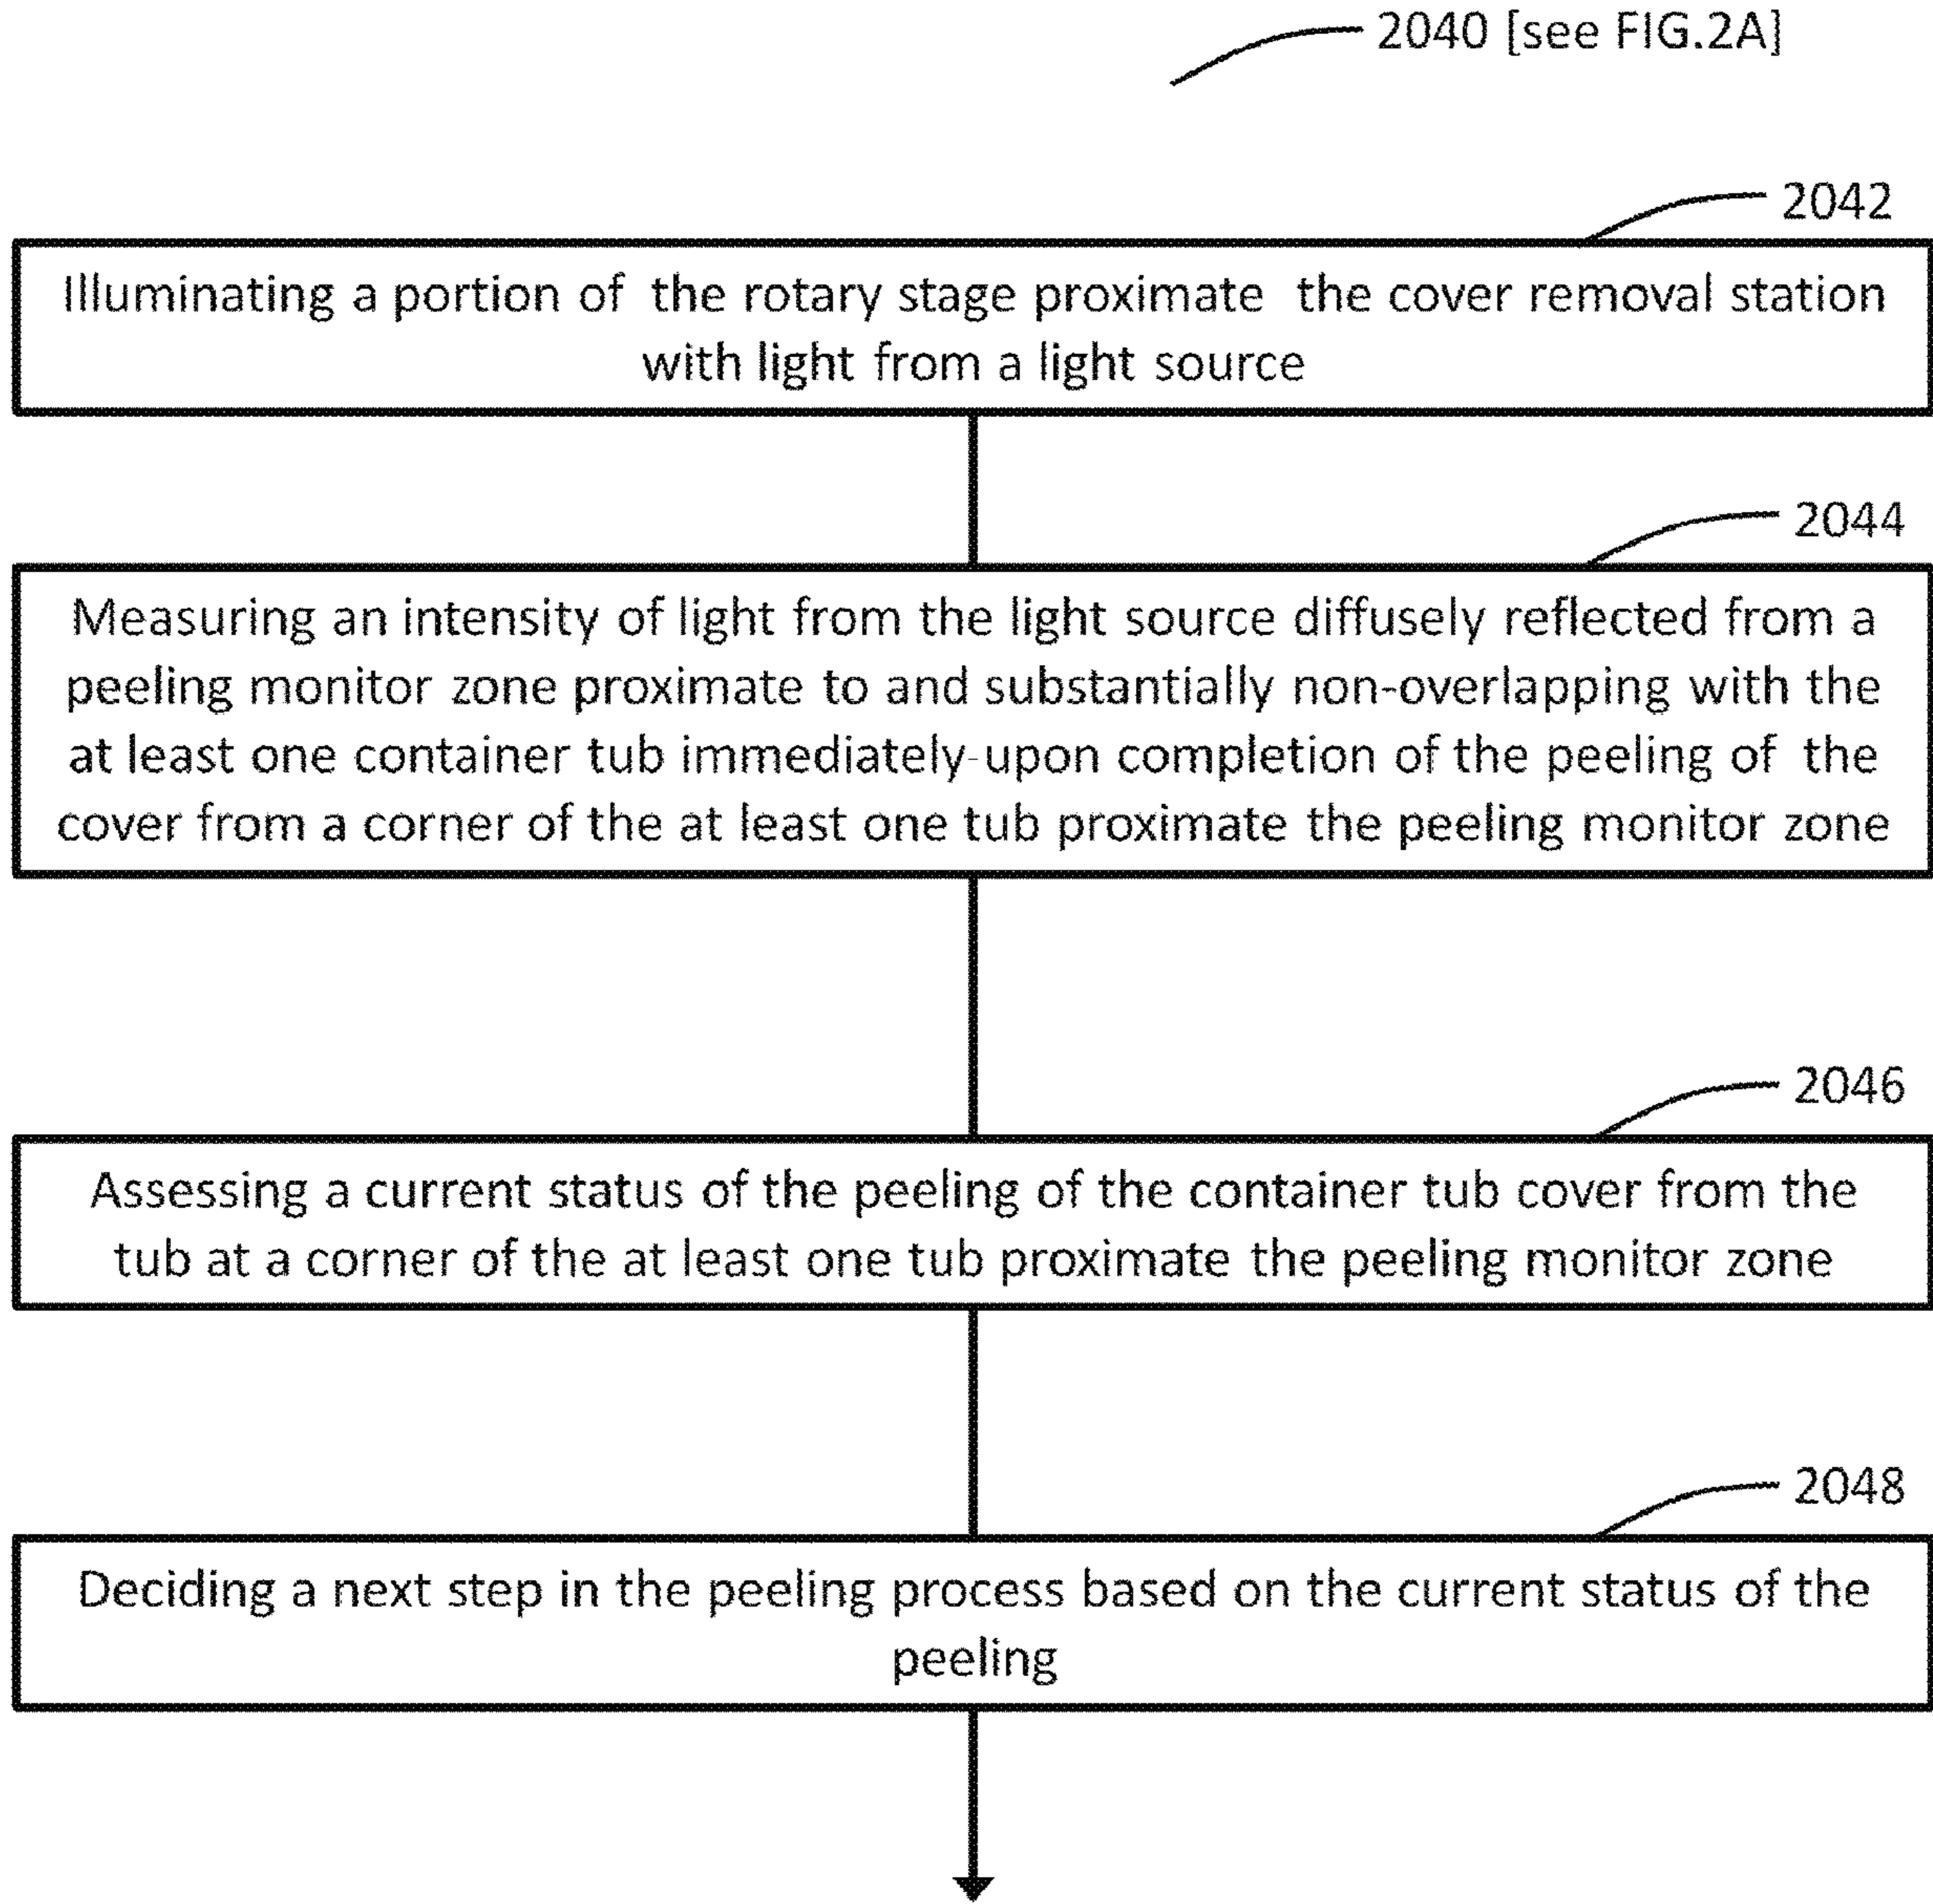 2040 [see FIG.2A]
2042
Illuminating a portion of the rotary stage proximate the cover removal station
with light from a light source
2044
Measuring an intensity of light from the light source diffusely reflected from a
peeling monitor zone proximate to and substantially non-overlapping with the
at least one container tub immediately-upon completion of the peeling of the
cover from a corner of the at least one tub proximate the peeling monitor zone
2046
Assessing a current status of the peeling of the container tub cover from the
tub at a corner of the at least one tub proximate the peeling monitor zone
2048
Deciding a next step in the peeling process based on the current status of the
peeling